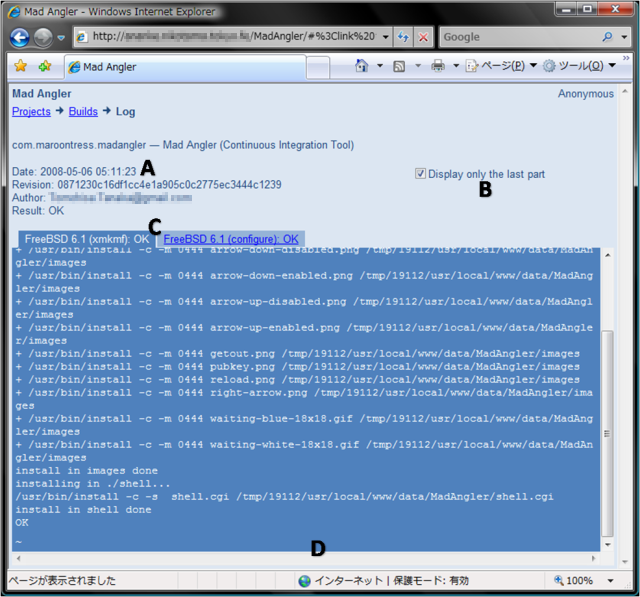 Mad Angler - Windows Internet Explorer
http:// /MadAngler/#%3Clink%20
Google
Mad Angler
ページ(P)
ツール(O)
»
Mad Angler
Anonymous
Projects → Builds → Log
com.maroontress.madangler — Mad Angler (Continuous Integration Tool)
Date: 2008-05-06 05:11:23 A
Display only the last part
B
Revision: 0871230c16df1cc4e1a905c0c2775ec3444c1239
Author:
Result: OK
C
FreeBSD 6.1 (xmkmf): OK
FreeBSD 6.1 (configure): OK
+ /usr/bin/install -c -m 0444 arrow-down-disabled.png /tmp/19112/usr/local/www/data/MadAn
gler/images
+ /usr/bin/install -c -m 0444 arrow-down-enabled.png /tmp/19112/usr/local/www/data/MadAng
ler/images
+ /usr/bin/install -c -m 0444 arrow-up-disabled.png /tmp/19112/usr/local/www/data/MadAngl
er/images
+ /usr/bin/install -c -m 0444 arrow-up-enabled.png /tmp/19112/usr/local/www/data/MadAngle
r/images
+ /usr/bin/install -c -m 0444 getout.png /tmp/19112/usr/local/www/data/MadAngler/images
+ /usr/bin/install -c -m 0444 pubkey.png /tmp/19112/usr/local/www/data/MadAngler/images
+ /usr/bin/install -c -m 0444 reload.png /tmp/19112/usr/local/www/data/MadAngler/images
+ /usr/bin/install -c -m 0444 right-arrow.png /tmp/19112/usr/local/www/data/MadAngler/ima
ges
+ /usr/bin/install -c -m 0444 waiting-blue-18x18.gif /tmp/19112/usr/local/www/data/MadAng
ler/images
+ /usr/bin/install -c -m 0444 waiting-white-18x18.gif /tmp/19112/usr/local/www/data/MadAn
gler/images
install in images done
installing in ./shell...
/usr/bin/install -c -s  shell.cgi /tmp/19112/usr/local/www/data/MadAngler/shell.cgi
install in shell done
OK
~
D
ページが表示されました
インターネット | 保護モード: 有効
100%